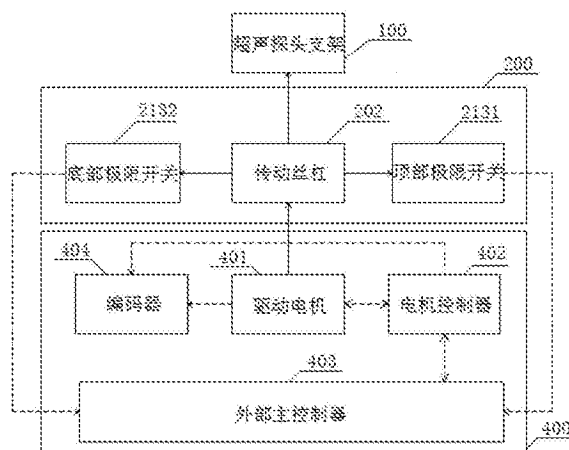 超声探头支架
100
200
2132
202
2131
底部极限开关
传动丝杠
顶部极限开关
404
401
402
编码器
驱动电机
电机控制器
403
外部主控制器
400